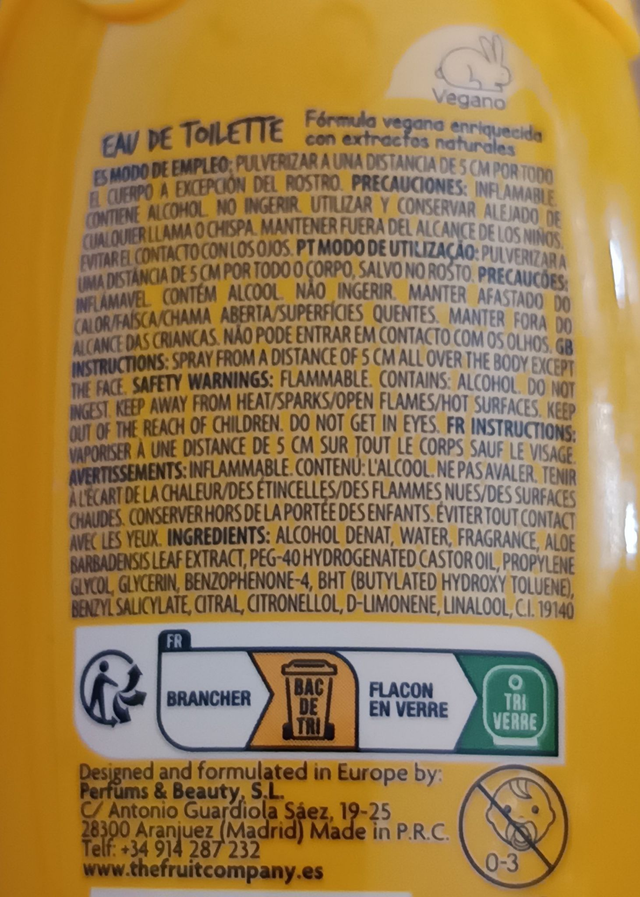 Vegano
EAU DE TOILETTE
Fórmula vegana enriquecida
con extractos naturales
ES MODO DE EMPLEO: PULVERIZAR A UNA DISTANCIA DE 5 CM POR TODO
EL CUERPO A EXCEPCIÓN DEL ROSTRO. PRECAUCIONES: INFLAMABLE.
CONTIENE ALCOHOL. NO INGERIR. UTILIZAR Y CONSERVAR ALEJADO DE
CUALQUIER LLAMA O CHISPA. MANTENER FUERA DEL ALCANCE DE LOS NIÑOS.
EVITAR EL CONTACTO CON LOS OJOS. PT MODO DE UTILIZAÇÃO: PULVERIZAR A
UMA DISTÂNCIA DE 5 CM POR TODO O CORPO, SALVO NO ROSTO. PRECAUCÕES:
INFLAMAVEL. CONTÉM ALCOOL. NÃO INGERIR. MANTER AFASTADO DO
CALOR/FAÍSCA/CHAMA ABERTA/SUPERFÍCIES QUENTES. MANTER FORA DO
ALCANCE DAS CRIANCAS. NÃO PODE ENTRAR EM CONTACTO COM OS OLHOS. GB
INSTRUCTIONS: SPRAY FROM A DISTANCE OF 5 CM ALL OVER THE BODY EXCEPT
THE FACE. SAFETY WARNINGS: FLAMMABLE. CONTAINS: ALCOHOL. DO NOT
INGEST. KEEP AWAY FROM HEAT/SPARKS/OPEN FLAMES/HOT SURFACES. KEEP
OUT OF THE REACH OF CHILDREN. DO NOT GET IN EYES. FR INSTRUCTIONS:
VAPORISER À UNE DISTANCE DE 5 CM SUR TOUT LE CORPS SAUF LE VISAGE.
AVERTISSEMENTS: INFLAMMABLE. CONTENU: L'ALCOOL. NE PAS AVALER. TENIR
À L'ÉCART DE LA CHALEUR/DES ÉTINCELLES/DES FLAMMES NUES/DES SURFACES
CHAUDES. CONSERVER HORS DE LA PORTÉE DES ENFANTS. ÉVITER TOUT CONTACT
AVEC LES YEUX. INGREDIENTS: ALCOHOL DENAT, WATER, FRAGRANCE, ALOE
BARBADENSIS LEAF EXTRACT, PEG-40 HYDROGENATED CASTOR OIL, PROPYLENE
GLYCOL, GLYCERIN, BENZOPHENONE-4, BHT (BUTYLATED HYDROXY TOLUENE),
BENZYL SALICYLATE, CITRAL, CITRONELLOL, D-LIMONENE, LINALOOL, C.I. 19140
FR
BRANCHER
BAC
DE
TRI
FLACON
EN VERRE
TRI
VERRE
Designed and formulated in Europe by:
Perfums & Beauty, S.L.
C/ Antonio Guardiola Sáez, 19-25
28300 Aranjuez (Madrid) Made in P.R.C.
Telf: +34 914 287 232
www.thefruitcompany.es
0-3